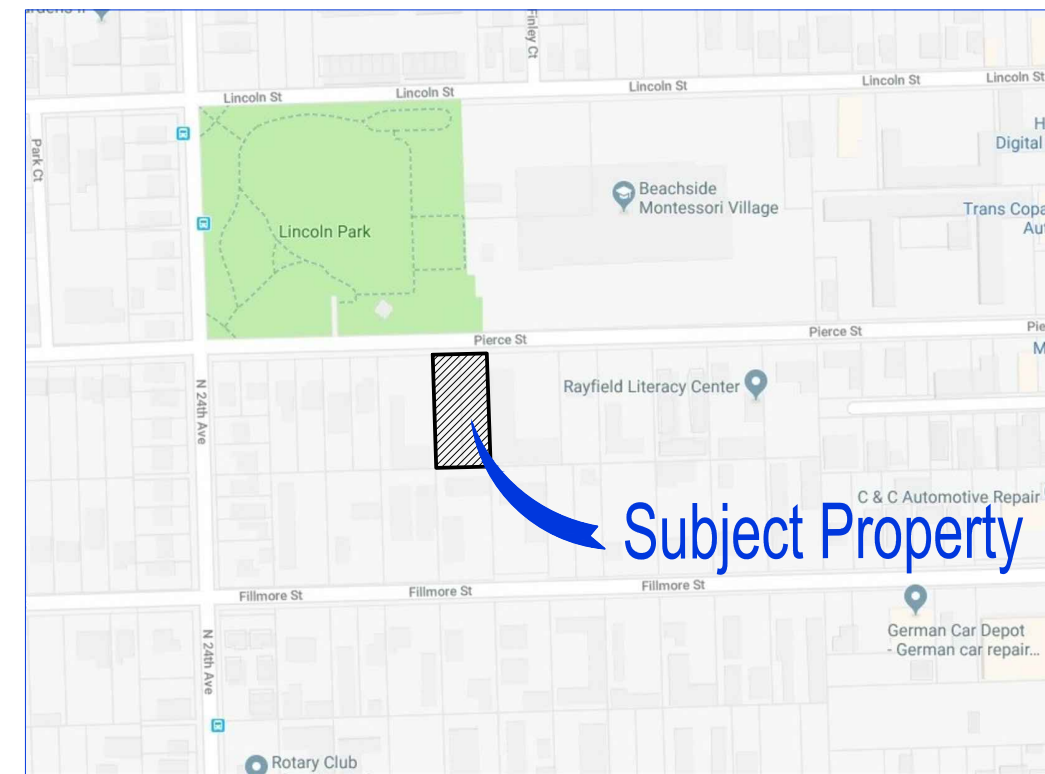 Finley Ct
Lincoln St
Lincoln St
Lincoln St
Lincoln St
Lincoln St
Park Ct
H
Digital
Beachside
Montessori Village
Trans Copa
Aut
Lincoln Park
Pierce St
Pierce St
Pie
M
N 24th Ave
Rayfield Literacy Center
C & C Automotive Repair
Subject Property
Fillmore St
Fillmore St
Fillmore St
N 24th Ave
German Car Depot
- German car repair...
Rotary Club